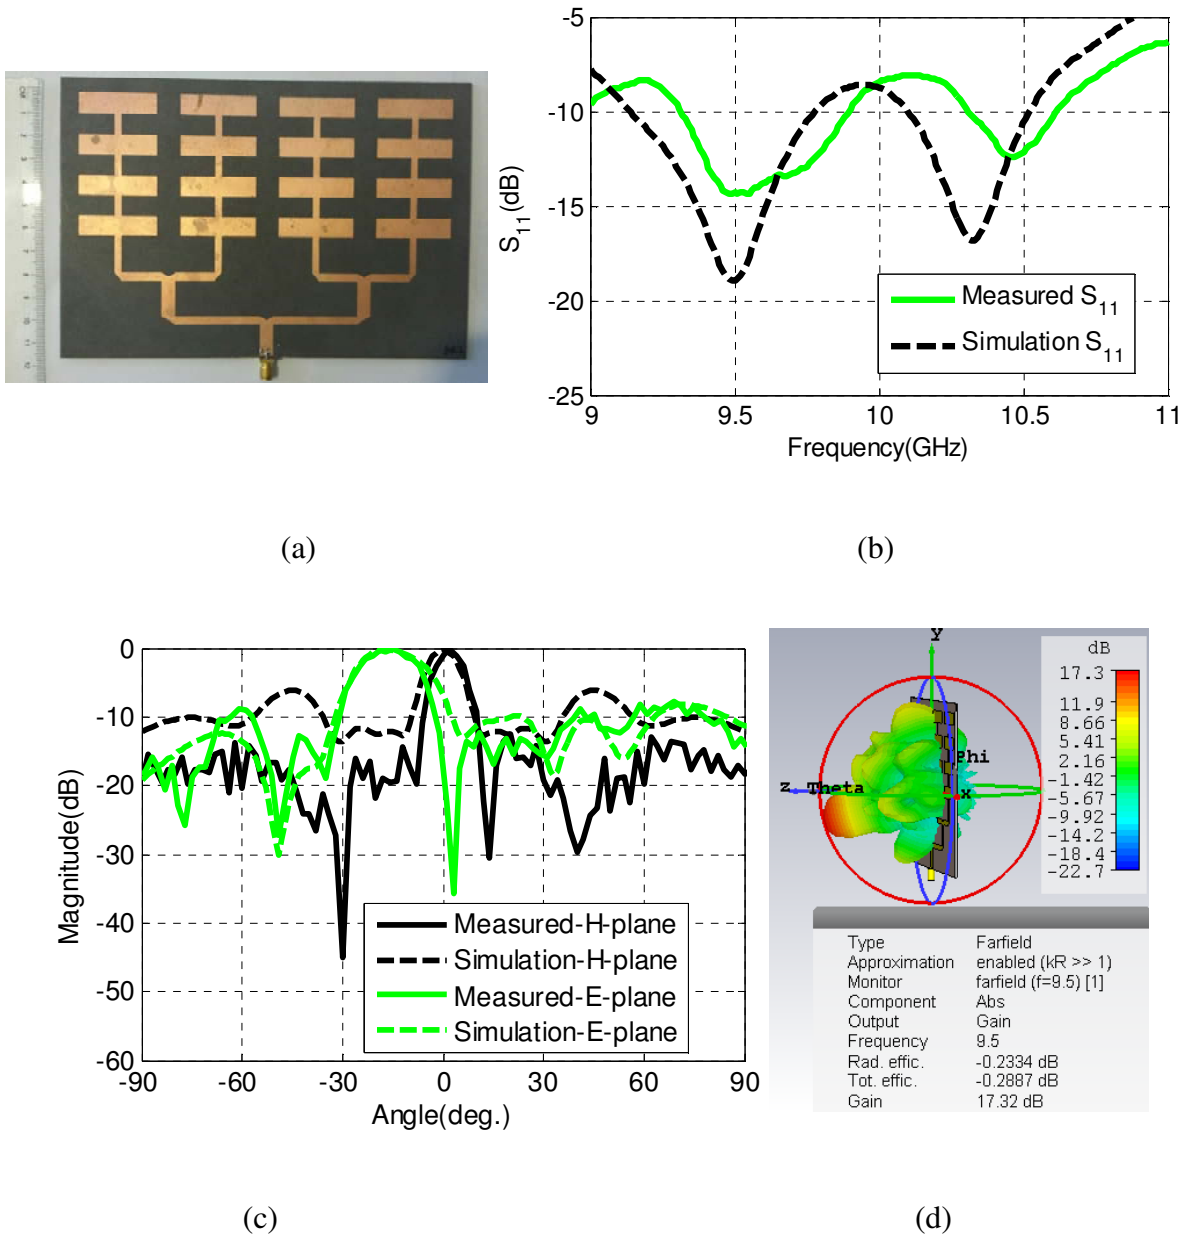 -5
-10
-15
-20
-25
S11(dB)
Measured S11
Simulation S11
9
9.5
10
10.5
11
Frequency(GHz)
(a)
(b)
0
-10
-20
-30
-40
-50
-60
Magnitude(dB)
Measured-H-plane
Simulation-H-plane
Measured-E-plane
Simulation-E-plane
-90
-60
-30
0
30
60
90
Angle(deg.)
y
z
Theta
Phi
x
dB
17.3
11.9
8.66
5.41
2.16
-1.42
-5.67
-9.92
-14.2
-18.4
-22.7
Type Farfield
Approximation enabled (kR >> 1)
Monitor farfield (f=9.5) [1]
Component Abs
Output Gain
Frequency 9.5
Rad. effic. -0.2334 dB
Tot. effic. -0.2887 dB
Gain 17.32 dB
(c)
(d)